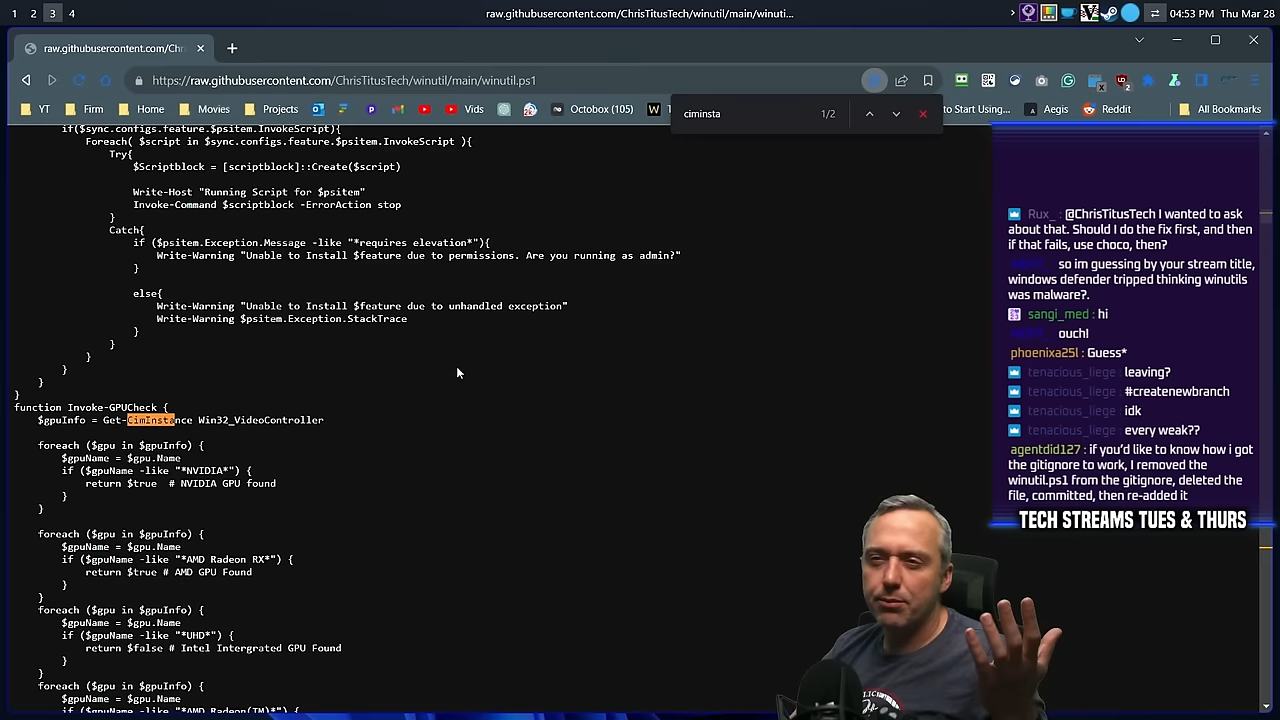 1 2 3 4
raw.githubusercontent.com/ChrisTitusTech/winutil/main/winuti...
04:53 PM Thu Mar 28
raw.githubusercontent.com/Chri
https://raw.githubusercontent.com/ChrisTitusTech/winutil/main/winutil.ps1
YT Firm Home Movies Projects Vids Octobox (105) to Start Using... Aegis Reddit All Bookmarks
ciminsta 1/2
if($sync.configs.feature.$psitem.InvokeScript){
Foreach( $script in $sync.configs.feature.$psitem.InvokeScript ){
Try{
$Scriptblock = [scriptblock]::Create($script)
Write-Host "Running Script for $psitem"
Invoke-Command $scriptblock -ErrorAction stop
}
Catch{
if ($psitem.Exception.Message -like "*requires elevation*"){
Write-Warning "Unable to Install $feature due to permissions. Are you running as admin?"
}
else{
Write-Warning "Unable to Install $feature due to unhandled exception"
Write-Warning $psitem.Exception.StackTrace
}
}
}
}
}
function Invoke-GPUCheck {
$gpuInfo = Get-CimInstance Win32_VideoController
foreach ($gpu in $gpuInfo) {
$gpuName = $gpu.Name
if ($gpuName -like "*NVIDIA*") {
return $true # NVIDIA GPU found
}
}
foreach ($gpu in $gpuInfo) {
$gpuName = $gpu.Name
if ($gpuName -like "*AMD Radeon RX*") {
return $true # AMD GPU Found
}
}
foreach ($gpu in $gpuInfo) {
$gpuName = $gpu.Name
if ($gpuName -like "*UHD*") {
return $false # Intel Intergrated GPU Found
}
}
foreach ($gpu in $gpuInfo) {
$gpuName = $gpu.Name
if ($gpuName -like "*AMD Radeon(TM)*") {
Rux_ : @ChrisTitusTech I wanted to ask
about that. Should I do the fix first, and then
if that fails, use choco, then?
so im guessing by your stream title,
windows defender tripped thinking winutils
was malware?.
sangi_med : hi
ouch!
phoenixa25l : Guess*
tenacious_liege : leaving?
tenacious_liege : #createnewbranch
tenacious_liege : idk
tenacious_liege : every weak??
agentdid127 : if you'd like to know how i got
the gitignore to work, I removed the
winutil.ps1 from the gitignore, deleted the
file, committed, then re-added it
TECH STREAMS TUES & THURS